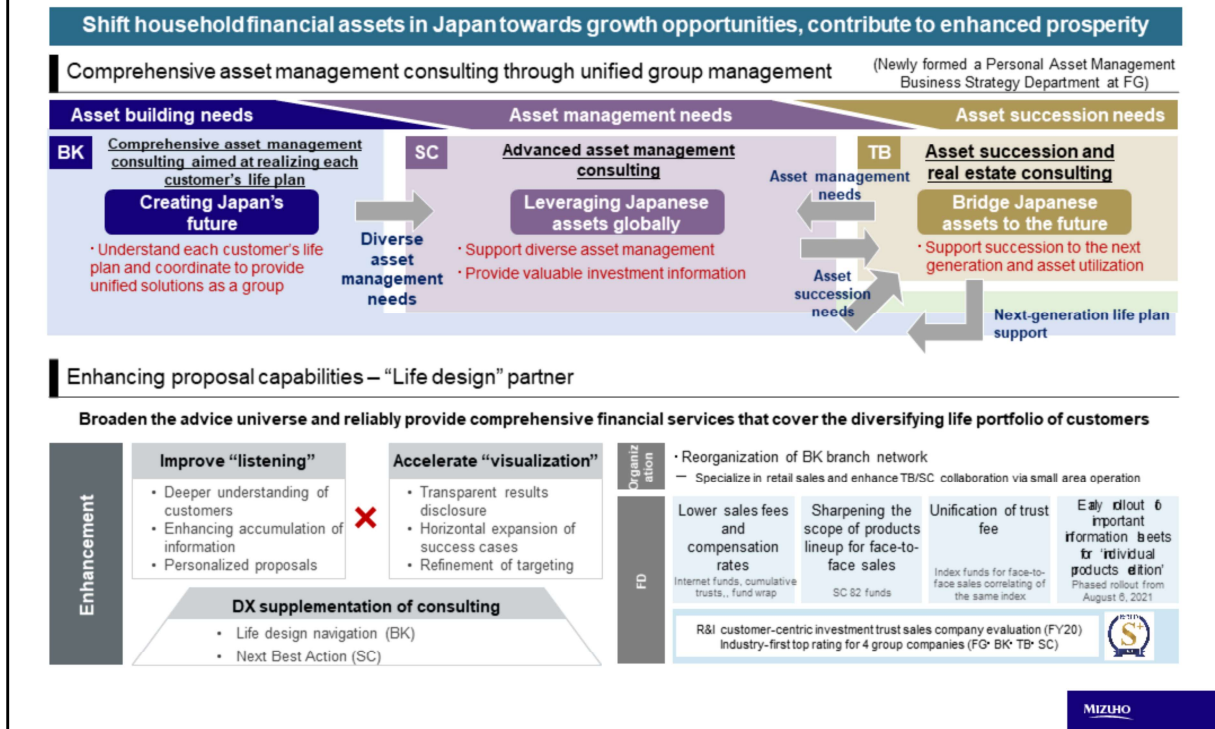 Shift household financial assets in Japan towards growth opportunities, contribute to enhanced prosperity
Comprehensive asset management consulting through unified group management
(Newly formed a Personal Asset Management
Business Strategy Department at FG)
Asset building needs
Asset management needs
Asset succession needs
BK
Comprehensive asset management
consulting aimed at realizing each
customer's life plan
Creating Japan's
future
・Understand each customer's life
plan and coordinate to provide
unified solutions as a group
Diverse
asset
management
needs
SC
Advanced asset management
consulting
Leveraging Japanese
assets globally
・Support diverse asset management
・Provide valuable investment information
Asset management
needs
Asset
succession
needs
TB
Asset succession and
real estate consulting
Bridge Japanese
assets to the future
・Support succession to the next
generation and asset utilization
Next-generation life plan
support
Enhancing proposal capabilities – “Life design” partner
Broaden the advice universe and reliably provide comprehensive financial services that cover the diversifying life portfolio of customers
Enhancement
Improve “listening”
• Deeper understanding of
customers
• Enhancing accumulation of
information
• Personalized proposals
×
Accelerate “visualization”
• Transparent results
disclosure
• Horizontal expansion of
success cases
• Refinement of targeting
DX supplementation of consulting
• Life design navigation (BK)
• Next Best Action (SC)
Organiz
ation
・Reorganization of BK branch network
― Specialize in retail sales and enhance TB/SC collaboration via small area operation
FD
Lower sales fees
and
compensation
rates
Internet funds, cumulative
trusts,, fund wrap
Sharpening the
scope of products
lineup for face-to-
face sales
SC 82 funds
Unification of trust
fee
Index funds for face-to-
face sales correlating of
the same index
Early rollout of
important
information sheets
for ‘individual
products edition’
Phased rollout from
August 6, 2021
R&I customer-centric investment trust sales company evaluation (FY20)
Industry-first top rating for 4 group companies (FG・BK・TB・SC)
S+
MIZUHO